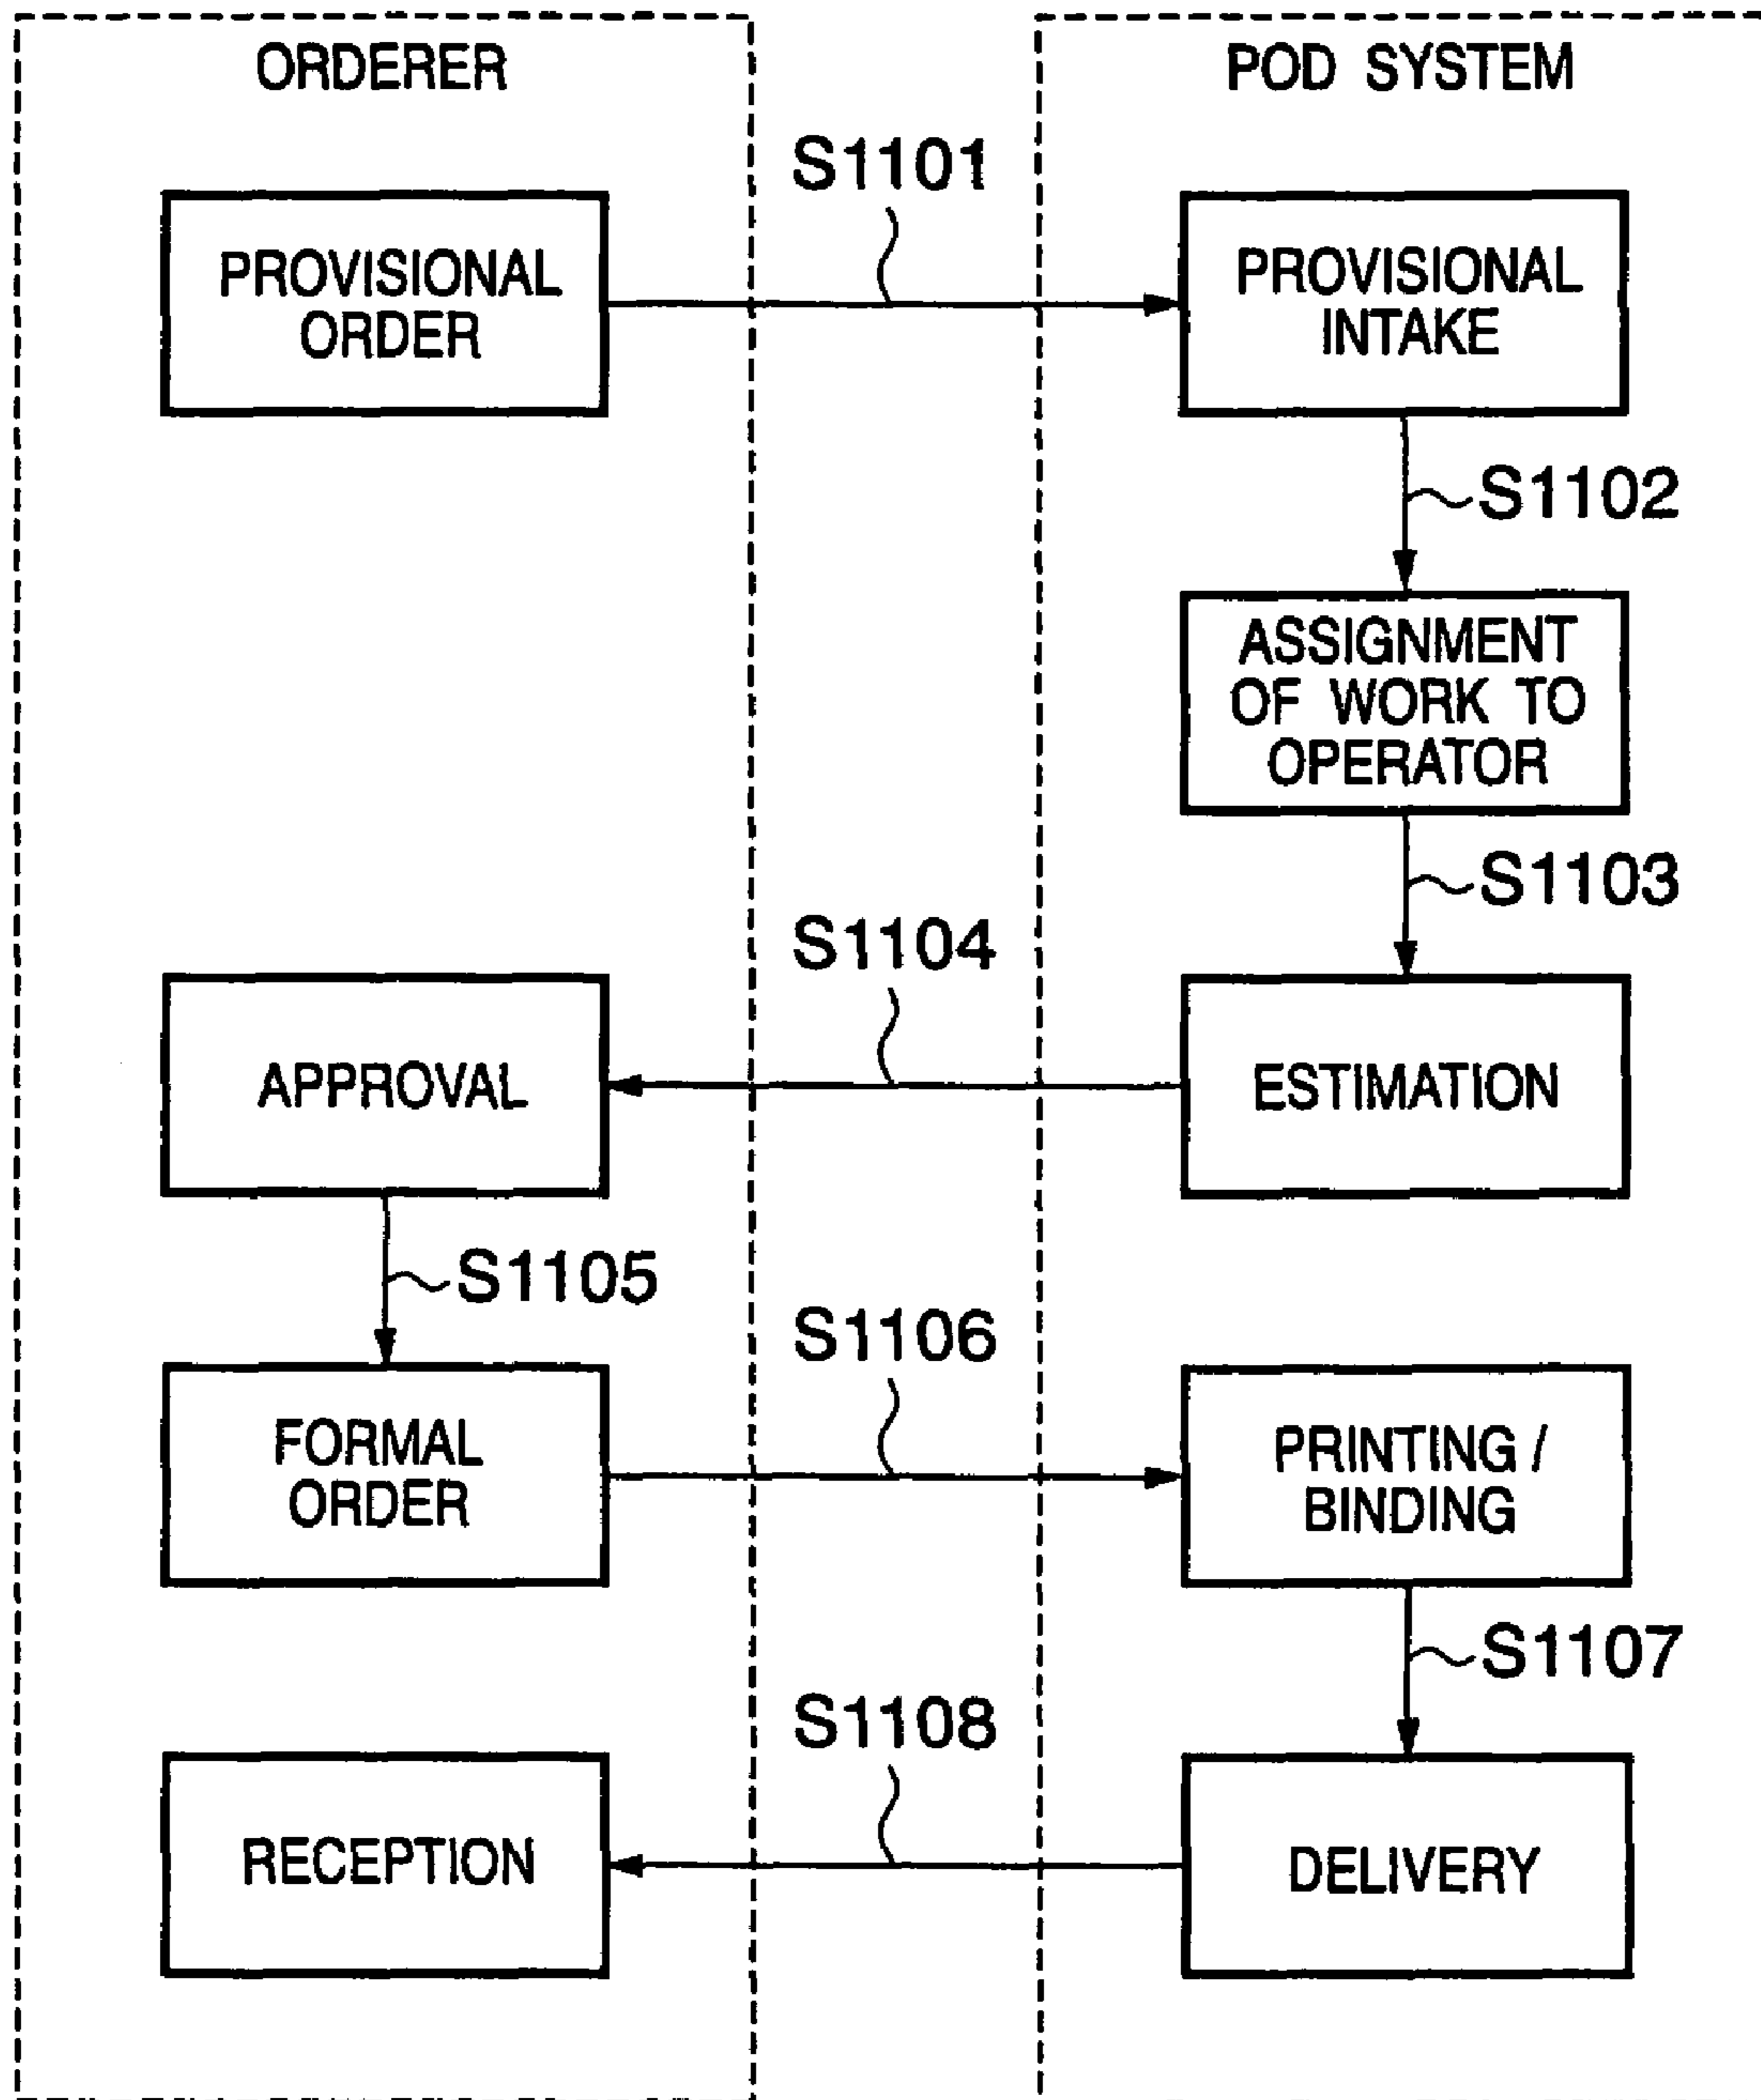 ORDERER
POD SYSTEM
S1101
PROVISIONAL
ORDER
PROVISIONAL
INTAKE
S1102
ASSIGNMENT
OF WORK TO
OPERATOR
S1103
S1104
APPROVAL
ESTIMATION
S1105
S1106
FORMAL
ORDER
PRINTING /
BINDING
S1107
S1108
RECEPTION
DELIVERY